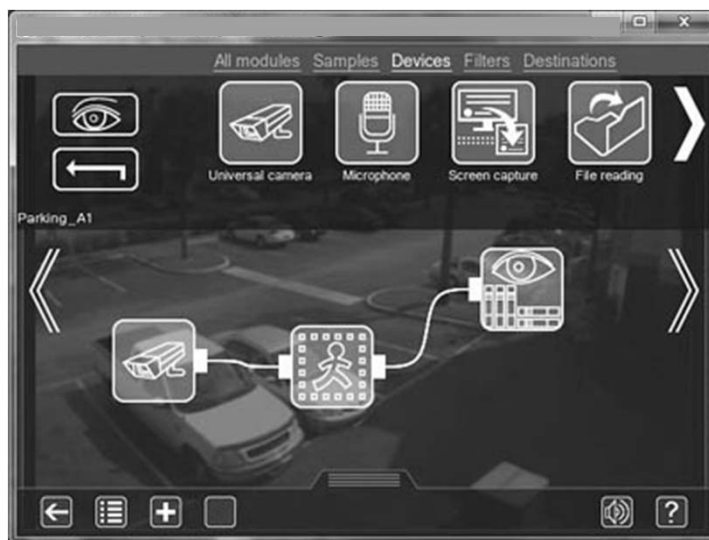 All modules Samples Devices Filters Destinations
Universal camera Microphone Screen capture File reading
Parking_A1